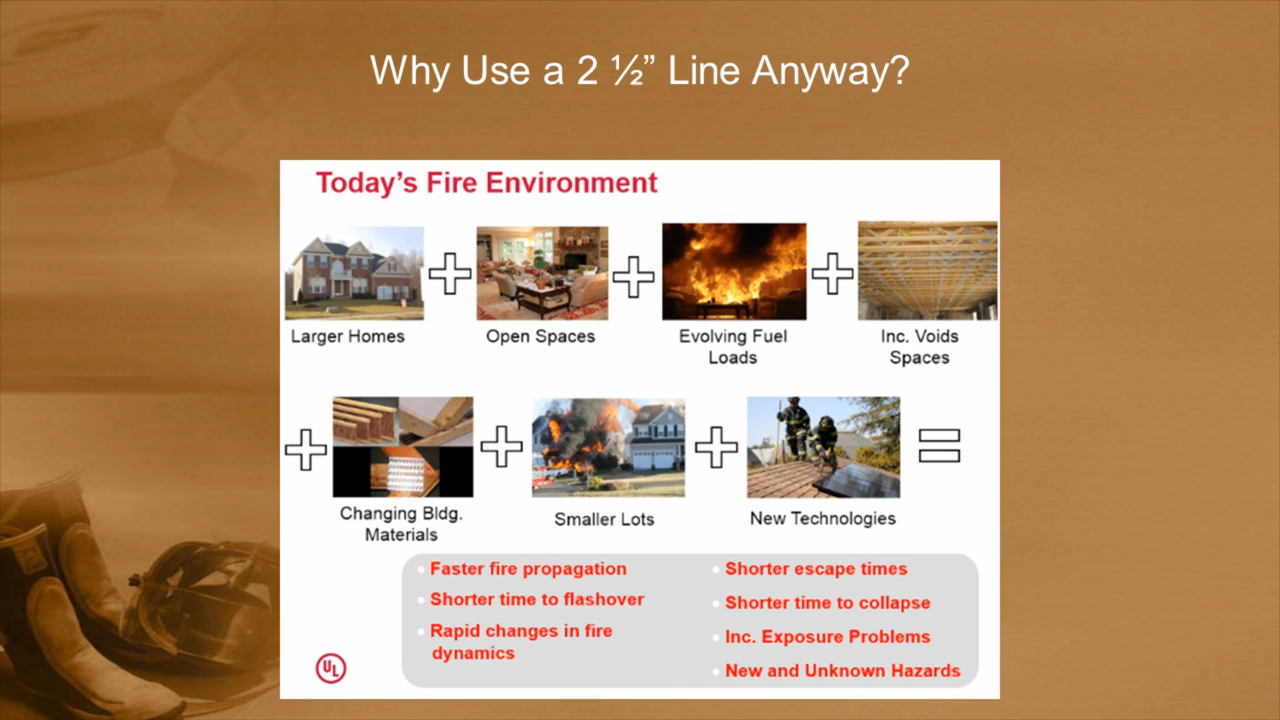 Why Use a 2 ½” Line Anyway?
Today’s Fire Environment
Larger Homes
Open Spaces
Evolving Fuel
Loads
Inc. Voids
Spaces
Changing Bldg.
Materials
Smaller Lots
New Technologies
• Faster fire propagation
• Shorter time to flashover
• Rapid changes in fire
dynamics
• Shorter escape times
• Shorter time to collapse
• Inc. Exposure Problems
• New and Unknown Hazards
UL